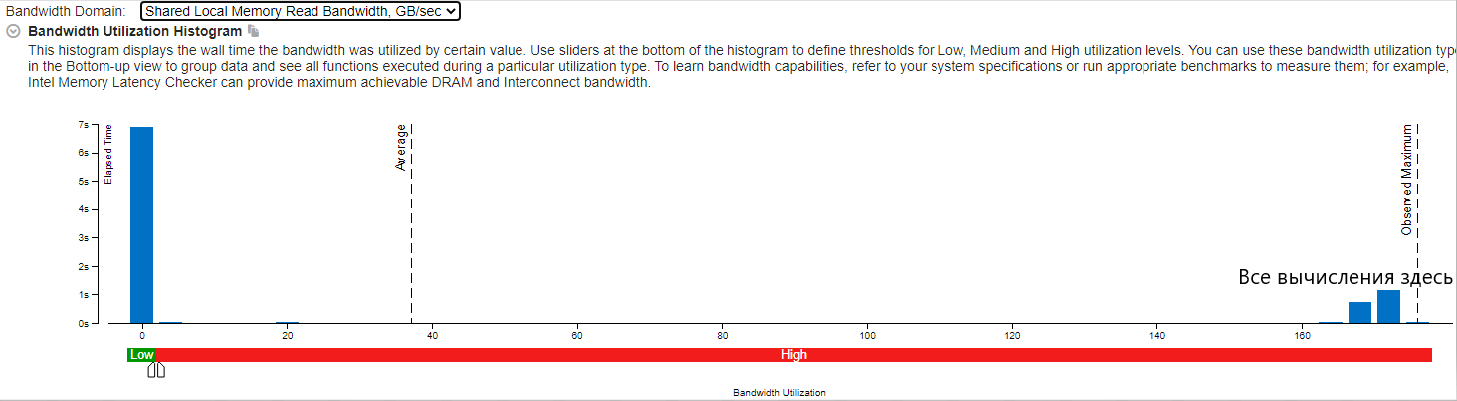 Bandwidth Domain: Shared Local Memory Read Bandwidth, GB/sec
Bandwidth Utilization Histogram
This histogram displays the wall time the bandwidth was utilized by certain value. Use sliders at the bottom of the histogram to define thresholds for Low, Medium and High utilization levels. You can use these bandwidth utilization typ
in the Bottom-up view to group data and see all functions executed during a particular utilization type. To learn bandwidth capabilities, refer to your system specifications or run appropriate benchmarks to measure them; for example,
Intel Memory Latency Checker can provide maximum achievable DRAM and Interconnect bandwidth.
7s
6s
5s
4s
3s
2s
1s
0s
Elapsed Time
Average
Observed Maximum
Все вычисления здесь
0 20 40 60 80 100 120 140 160
Low High
Bandwidth Utilization